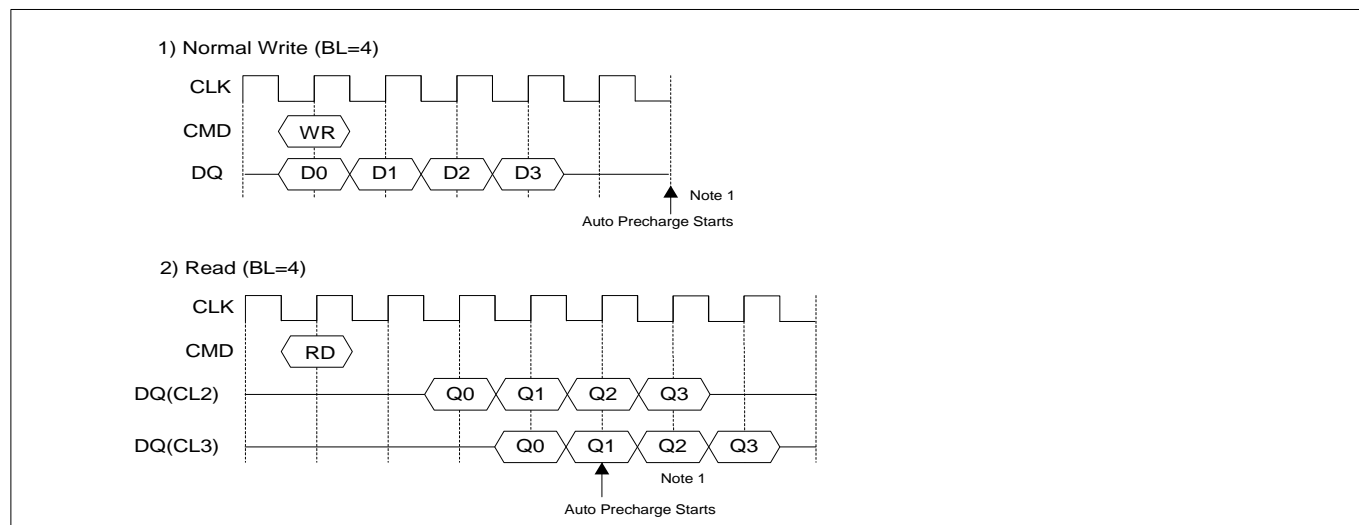 1) Normal Write (BL=4)
CLK
CMD WR
DQ D0 D1 D2 D3
Note 1
Auto Precharge Starts
2) Read (BL=4)
CLK
CMD RD
DQ(CL2) Q0 Q1 Q2 Q3
DQ(CL3) Q0 Q1 Q2 Q3
Note 1
Auto Precharge Starts